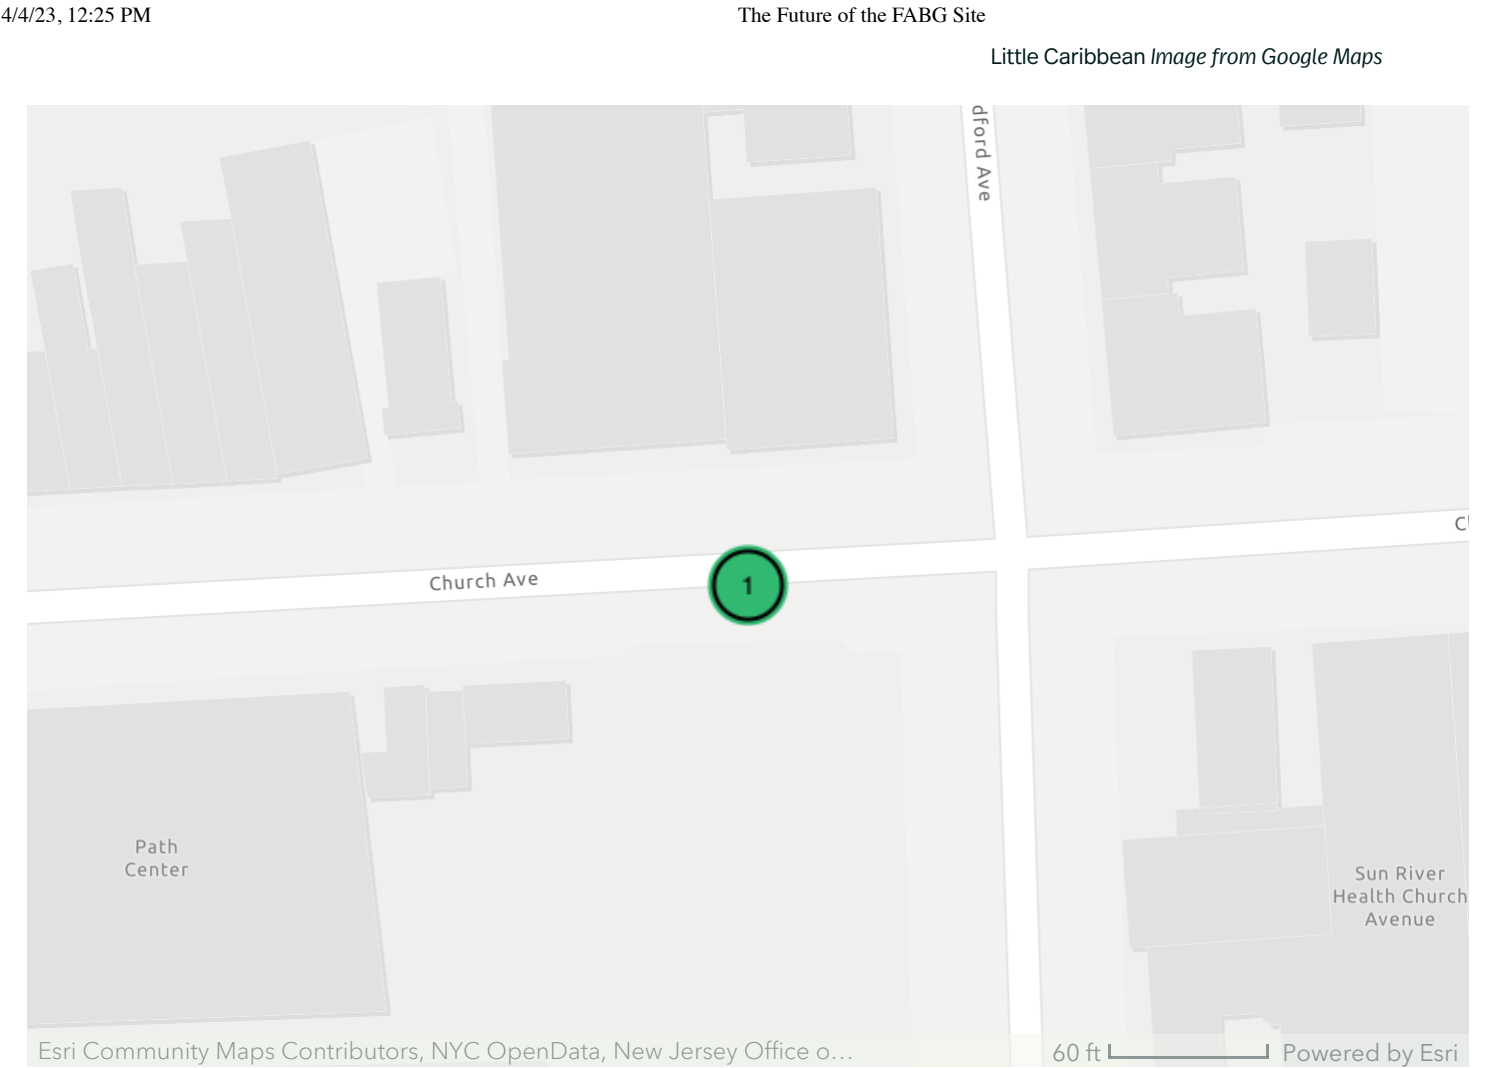 4/4/23, 12:25 PM
The Future of the FABG Site
Little Caribbean Image from Google Maps
dford Ave
Church Ave
1
Path
Center
Sun River
Health Church
Avenue
Esri Community Maps Contributors, NYC OpenData, New Jersey Office o…
60 ft
Powered by Esri